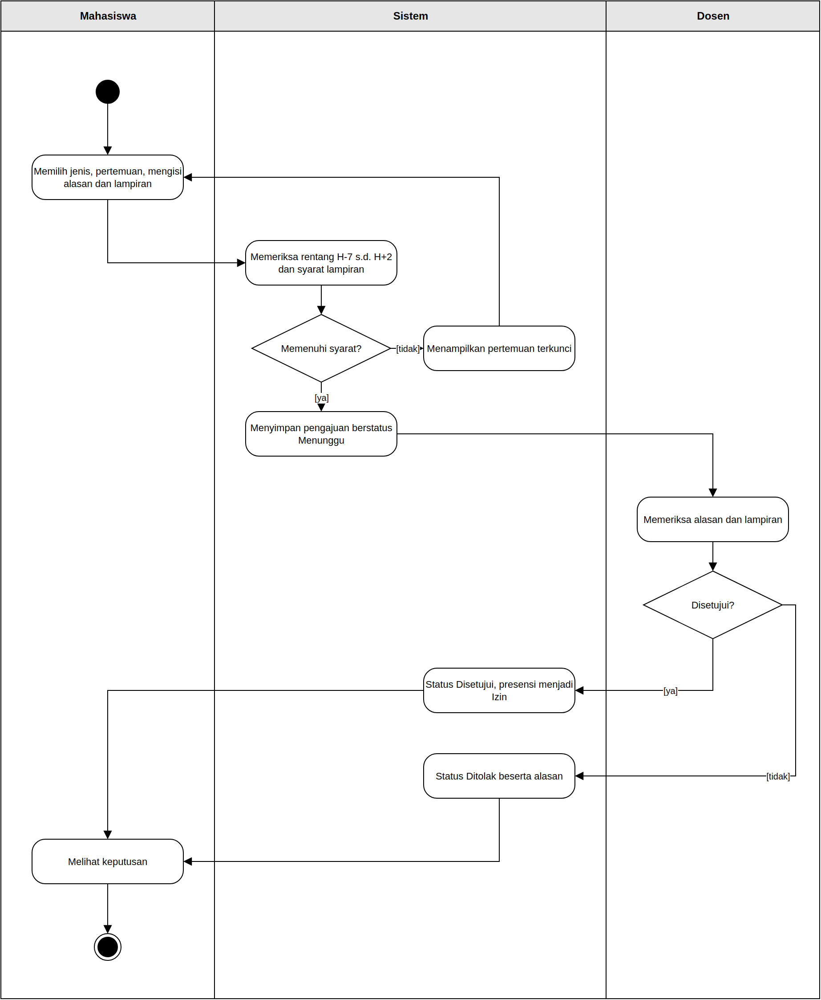 Mahasiswa
Sistem
Dosen
Memilih jenis, pertemuan, mengisi
alasan dan lampiran
Memeriksa rentang H-7 s.d. H+2
dan syarat lampiran
Memenuhi syarat?
[tidak]
Menampilkan pertemuan terkunci
[ya]
Menyimpan pengajuan berstatus
Menunggu
Memeriksa alasan dan lampiran
Disetujui?
Status Disetujui, presensi menjadi
Izin
[ya]
Status Ditolak beserta alasan
[tidak]
Melihat keputusan